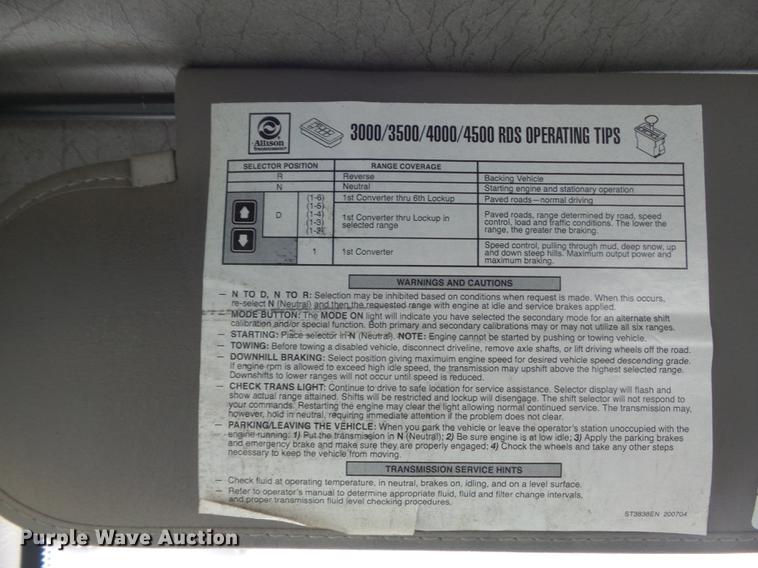 Allison
TRANSMISSION
3000/3500/4000/4500 RDS OPERATING TIPS
SELECTOR POSITION RANGE COVERAGE
R Reverse Backing Vehicle
N Neutral Starting engine and stationary operation
(1-6) 1st Converter thru 6th Lockup Paved roads—normal driving
(1-5)
D (1-4) 1st Converter thru Lockup in Paved roads, range determined by road, speed
(1-3) selected range control, load and traffic conditions. The lower the
(1-2) range, the greater the braking.
1 1st Converter Speed control, pulling through mud, deep snow, up
and down steep hills. Maximum output power and
maximum braking.
WARNINGS AND CAUTIONS
– N TO D, N TO R: Selection may be inhibited based on conditions when request is made. When this occurs,
re-select N (Neutral) and then the requested range with engine at idle and service brakes applied.
– MODE BUTTON: The MODE ON light will indicate you have selected the secondary mode for an alternate shift
calibration and/or special function. Both primary and secondary calibrations may or may not utilize all six ranges.
– STARTING: Place selector in N (Neutral). NOTE: Engine cannot be started by pushing or towing vehicle.
– TOWING: Before towing a disabled vehicle, disconnect driveline, remove axle shafts, or lift driving wheels off the road.
– DOWNHILL BRAKING: Select position giving maximum engine speed for desired vehicle speed descending grade.
If engine rpm is allowed to exceed high idle speed, the transmission may upshift above the highest selected range.
Downshifts to lower ranges will not occur until speed is reduced.
– CHECK TRANS LIGHT: Continue to drive to safe location for service assistance. Selector display will flash and
show actual range attained. Shifts will be restricted and lockup will disengage. The shift selector will not respond to
your commands. Restarting the engine may clear the light allowing normal continued service. The transmission may,
however, hold in neutral, requiring immediate attention if the problem does not clear.
– PARKING/LEAVING THE VEHICLE: When you park the vehicle or leave the operator's station unoccupied with the
engine running: 1) Put the transmission in N (Neutral); 2) Be sure engine is at low idle; 3) Apply the parking brakes
and emergency brake and make sure they are properly engaged; 4) Chock the wheels and take any other steps
necessary to keep the vehicle from moving.
TRANSMISSION SERVICE HINTS
– Check fluid at operating temperature, in neutral, brakes on, idling, and on a level surface.
– Refer to operator's manual to determine appropriate fluid, fluid and filter change intervals,
and proper transmission fluid level checking procedures.
ST3838EN 200704
Purple Wave Auction